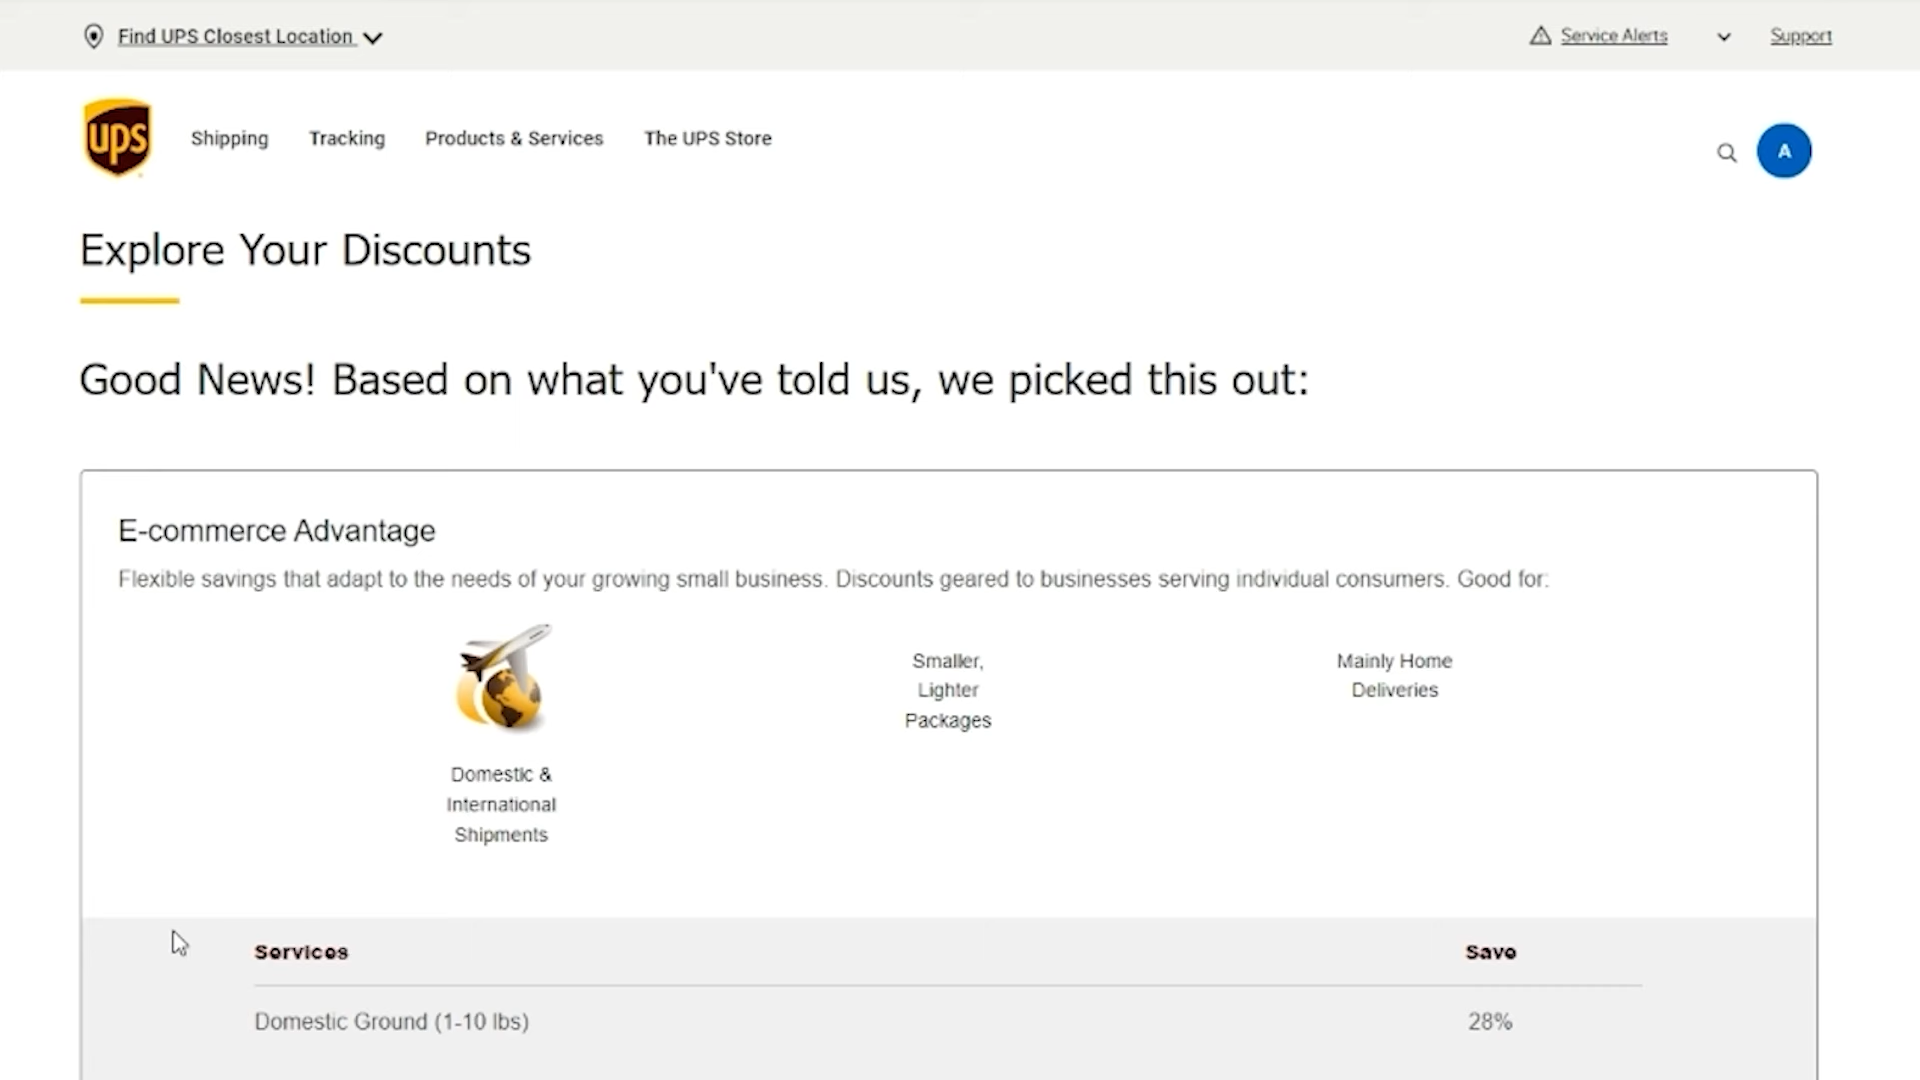 Find UPS Closest Location
Service Alerts
Support
ups
Shipping
Tracking
Products & Services
The UPS Store
A
Explore Your Discounts
Good News! Based on what you've told us, we picked this out:
E-commerce Advantage
Flexible savings that adapt to the needs of your growing small business. Discounts geared to businesses serving individual consumers. Good for:
Domestic &
International
Shipments
Smaller,
Lighter
Packages
Mainly Home
Deliveries
Services
Save
Domestic Ground (1-10 lbs)
28%